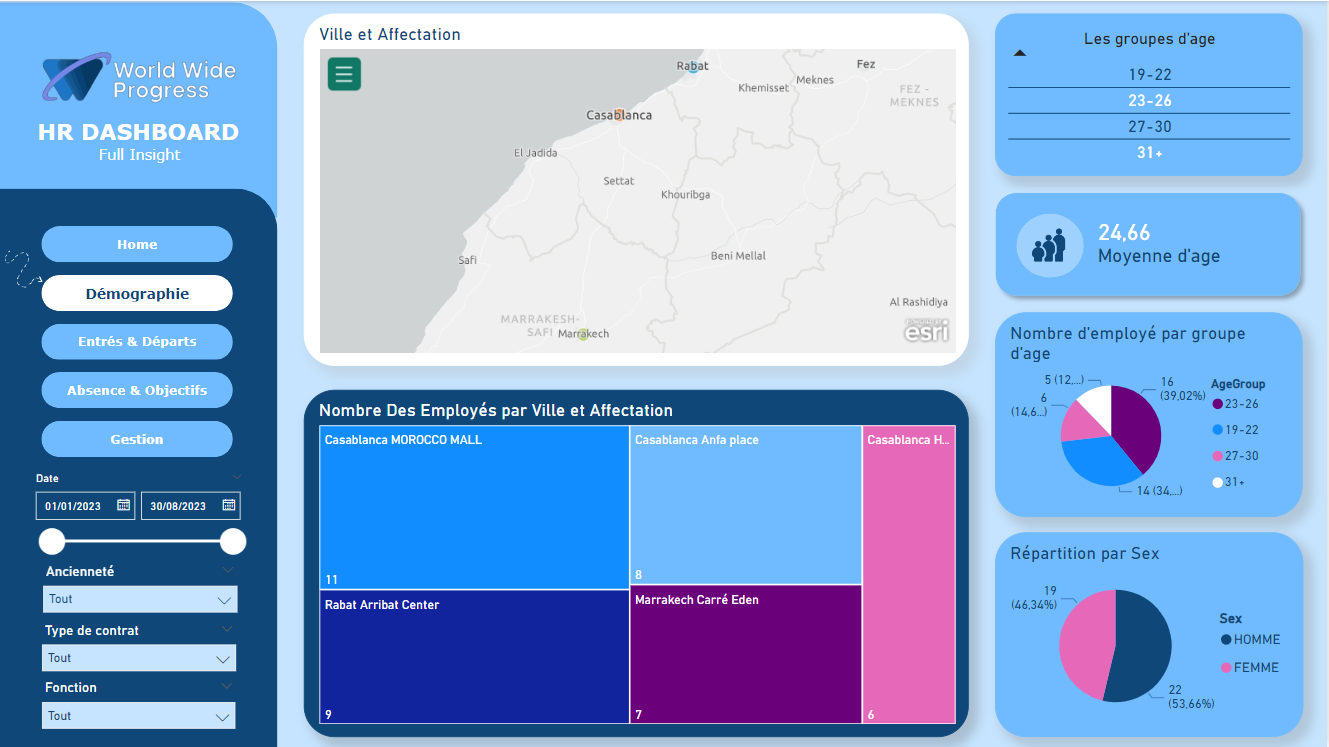 World Wide
Progress
HR DASHBOARD
Full Insight
Home
Démographie
Entrés & Départs
Absence & Objectifs
Gestion
Date
01/01/2023
30/08/2023
Ancienneté
Tout
Type de contrat
Tout
Fonction
Tout
Ville et Affectation
Rabat
Fez
Meknes
Khemisset
FEZ -
MEKNES
Casablanca
El Jadida
Settat
Khouribga
Safi
Beni Mellal
Al Rashidiya
MARRAKESH-
SAFI
Marrakech
esri
Nombre Des Employés par Ville et Affectation
Casablanca MOROCCO MALL
11
Casablanca Anfa place
8
Casablanca H...
6
Rabat Arribat Center
9
Marrakech Carré Eden
7
Les groupes d'age
19-22
23-26
27-30
31+
24,66
Moyenne d'age
Nombre d'employé par groupe
d'age
5 (12,...)
16
(39,02%)
6
(14,6...)
14 (34,...)
AgeGroup
23-26
19-22
27-30
31+
Répartition par Sex
19
(46,34%)
22
(53,66%)
Sex
HOMME
FEMME